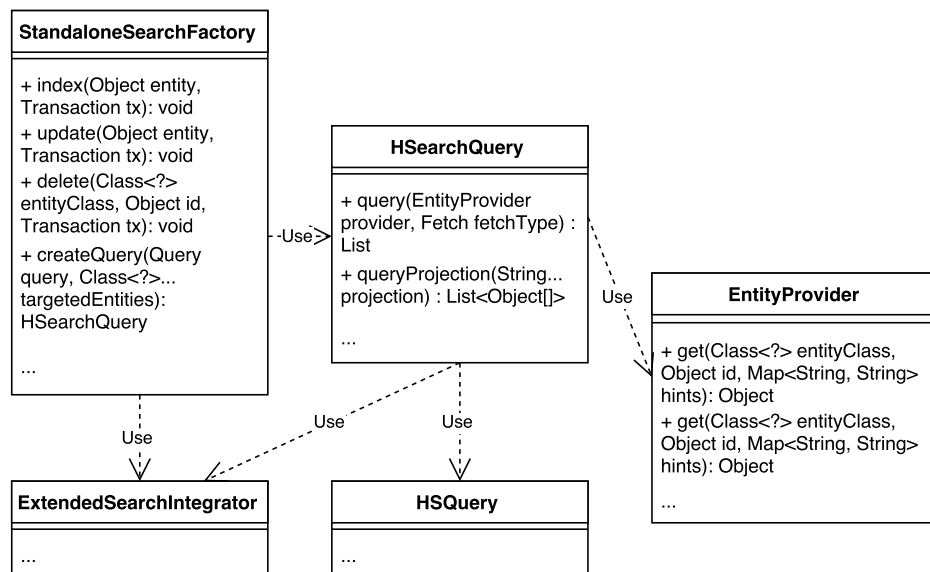 StandaloneSearchFactory
+ index(Object entity,
Transaction tx): void
+ update(Object entity,
Transaction tx): void
+ delete(Class<?>
entityClass, Object id,
Transaction tx): void
+ createQuery(Query
query, Class<?>...
targetedEntities):
HSearchQuery
...
Use
HSearchQuery
+ query(EntityProvider
provider, Fetch fetchType) :
List
+ queryProjection(String...
projection) : List<Object[]>
...
Use
EntityProvider
+ get(Class<?> entityClass,
Object id, Map<String, String>
hints): Object
+ get(Class<?> entityClass,
Object id, Map<String, String>
hints): Object
...
Use
Use
Use
ExtendedSearchIntegrator
...
HSQuery
...